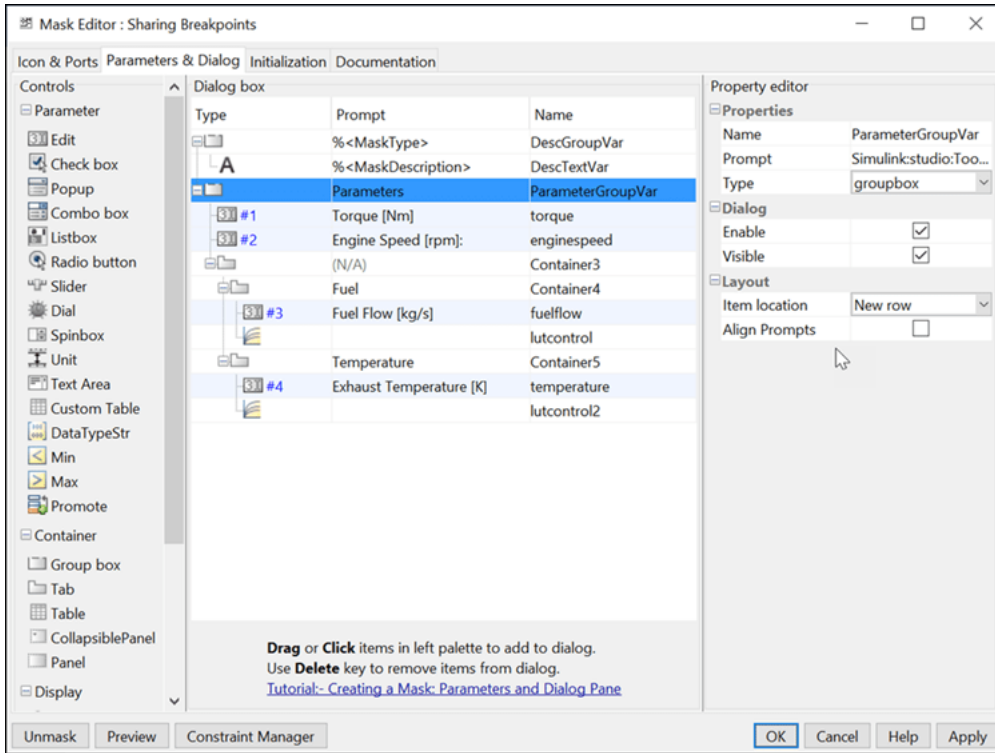 Mask Editor : Sharing Breakpoints
Icon & Ports Parameters & Dialog Initialization Documentation
Controls
Parameter
Edit
Check box
Popup
Combo box
Listbox
Radio button
Slider
Dial
Spinbox
Unit
Text Area
Custom Table
DataTypeStr
Min
Max
Promote
Container
Group box
Tab
Table
CollapsiblePanel
Panel
Display
Dialog box
Type Prompt Name
%<MaskType> DescGroupVar
A %<MaskDescription> DescTextVar
Parameters ParameterGroupVar
#1 Torque [Nm] torque
#2 Engine Speed [rpm]: enginespeed
(N/A) Container3
Fuel Container4
#3 Fuel Flow [kg/s] fuelflow
lutcontrol
Temperature Container5
#4 Exhaust Temperature [K] temperature
lutcontrol2
Drag or Click items in left palette to add to dialog.
Use Delete key to remove items from dialog.
Tutorial:- Creating a Mask: Parameters and Dialog Pane
Property editor
Properties
Name ParameterGroupVar
Prompt Simulink:studio:Too...
Type groupbox
Dialog
Enable
Visible
Layout
Item location New row
Align Prompts
Unmask Preview Constraint Manager OK Cancel Help Apply